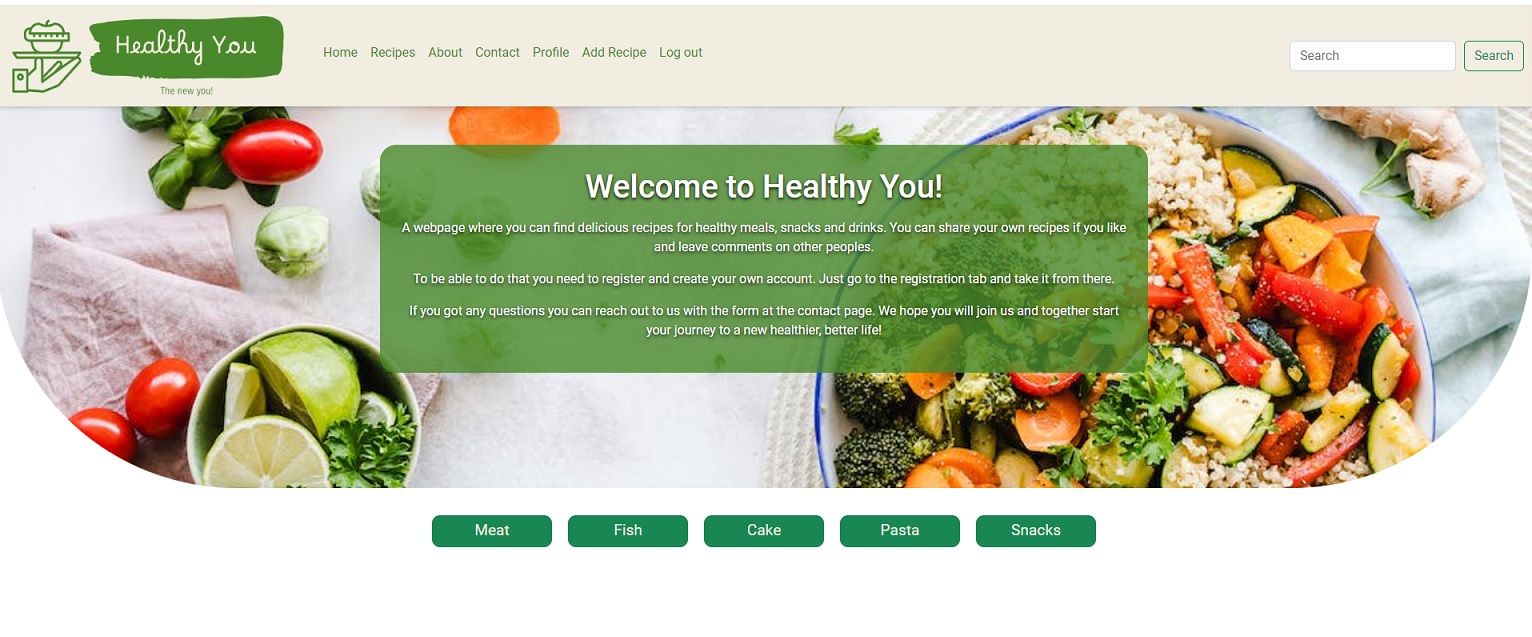 Healthy You
The new you!
Home Recipes About Contact Profile Add Recipe Log out
Search Search
Welcome to Healthy You!
A webpage where you can find delicious recipes for healthy meals, snacks and drinks. You can share your own recipes if you like
and leave comments on other peoples.
To be able to do that you need to register and create your own account. Just go to the registration tab and take it from there.
If you got any questions you can reach out to us with the form at the contact page. We hope you will join us and together start
your journey to a new healthier, better life!
Meat Fish Cake Pasta Snacks